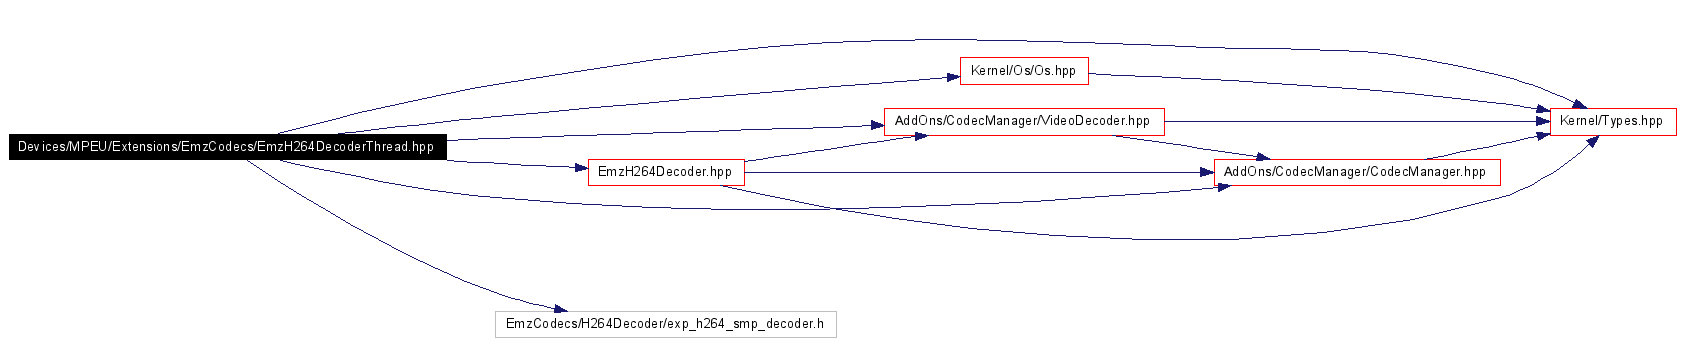 Kernel/Os/Os.hpp
AddOns/CodecManager/VideoDecoder.hpp
Kernel/Types.hpp
Devices/MPEU/Extensions/EmzCodecs/EmzH264DecoderThread.hpp
EmzH264Decoder.hpp
AddOns/CodecManager/CodecManager.hpp
EmzCodecs/H264Decoder/exp_h264_smp_decoder.h